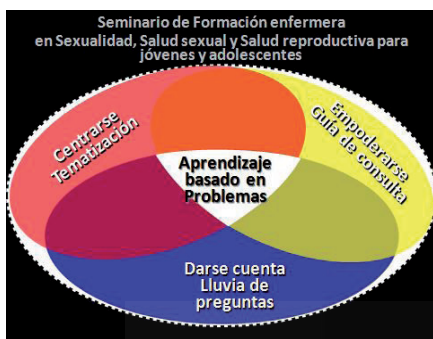 Seminario de Formación enfermera
en Sexualidad, Salud sexual y Salud reproductiva para
jóvenes y adolescentes
Centrarse
Tematización
Empoderarse
Guía de consulta
Aprendizaje
basado en
Problemas
Darse cuenta
Lluvia de
preguntas